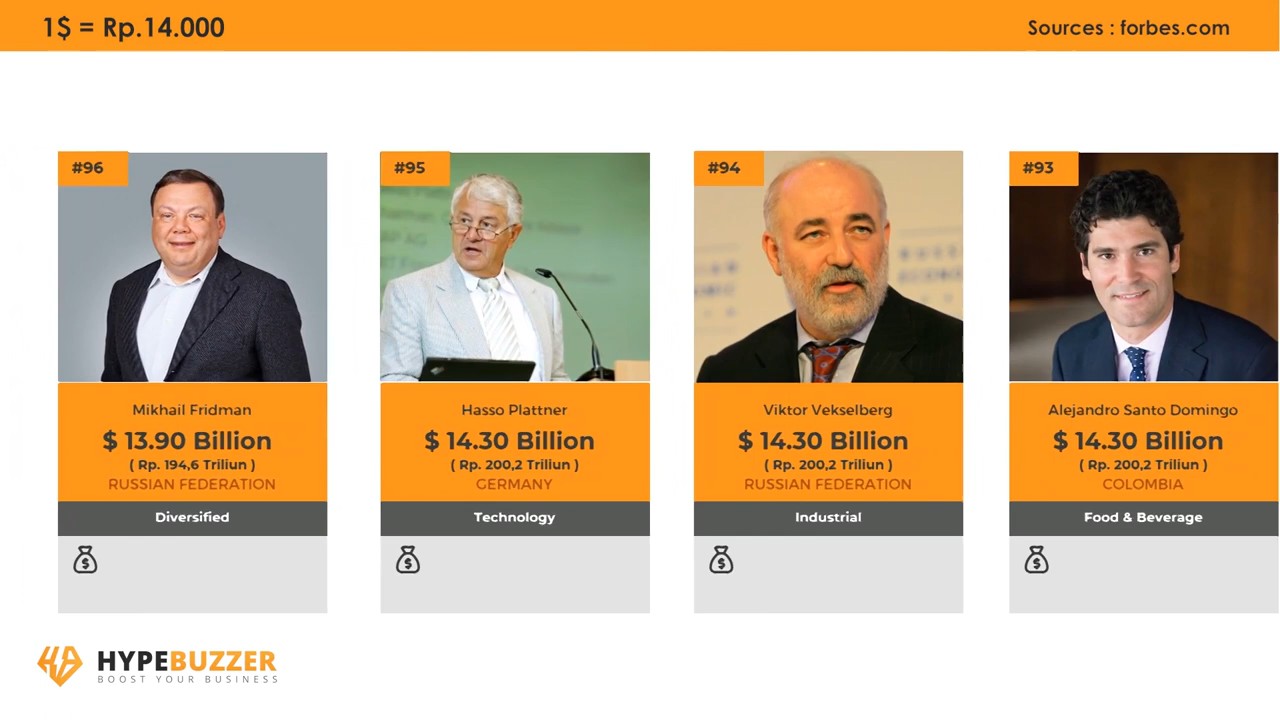 1$ = Rp.14.000
Sources : forbes.com
#96
Mikhail Fridman
$ 13.90 Billion
( Rp. 194,6 Triliun )
RUSSIAN FEDERATION
Diversified
#95
Hasso Plattner
$ 14.30 Billion
( Rp. 200,2 Triliun )
GERMANY
Technology
#94
Viktor Vekselberg
$ 14.30 Billion
( Rp. 200,2 Triliun )
RUSSIAN FEDERATION
Industrial
#93
Alejandro Santo Domingo
$ 14.30 Billion
( Rp. 200,2 Triliun )
COLOMBIA
Food & Beverage
HYPEBUZZER
BOOST YOUR BUSINESS